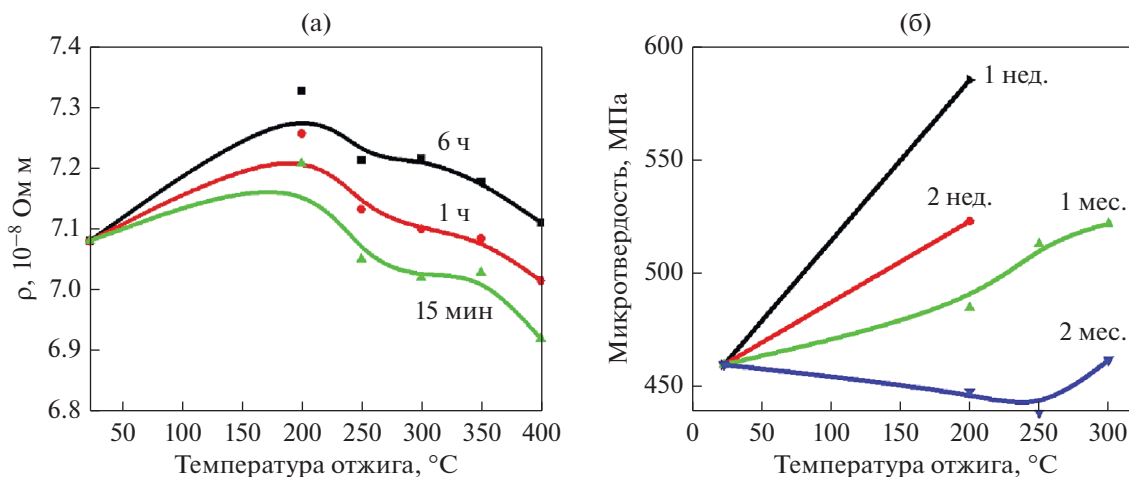 (а)
7.4
7.3
7.2
7.1
7.0
6.9
6.8
ρ, 10⁻⁸ Ом м
6 ч
1 ч
15 мин
50 100 150 200 250 300 350 400
Температура отжига, °C
(б)
600
550
500
450
Микротвердость, МПа
1 нед.
2 нед.
1 мес.
2 мес.
0 50 100 150 200 250 300
Температура отжига, °C